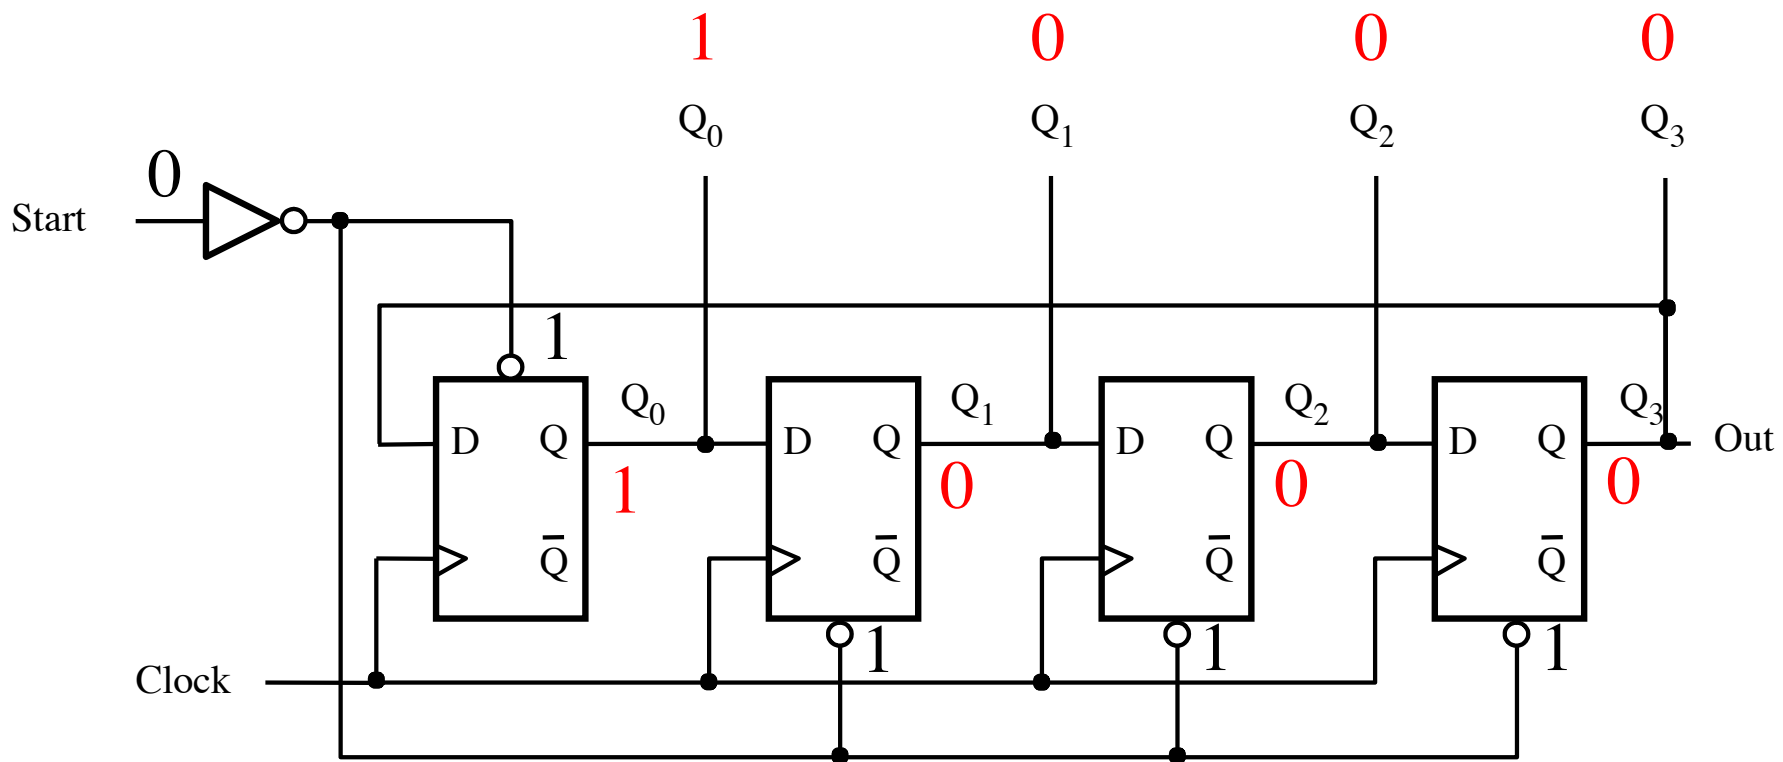 1 0 0 0
Q0 Q1 Q2 Q3
0
Start
1
Q0 Q1 Q2 Q3
D Q D Q D Q D Q Out
1 0 0 0
Q̅ Q̅ Q̅ Q̅
1 1 1
Clock